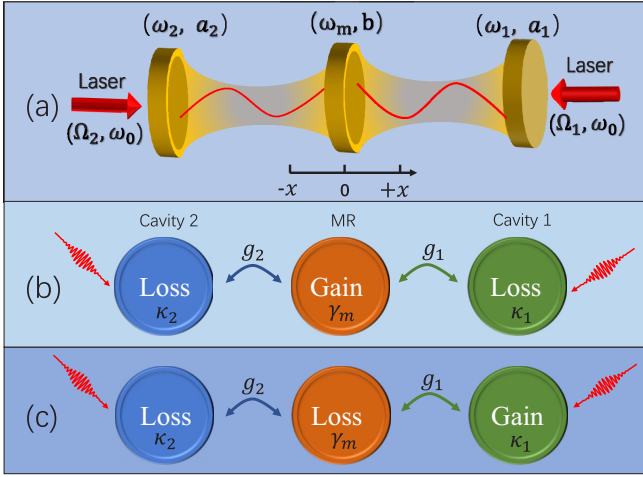 (ω₂, a₂) (ωₘ, b) (ω₁, a₁)
Laser Laser
(a)
(Ω₂, ω₀) (Ω₁, ω₀)
-x 0 +x
Cavity 2 MR Cavity 1
g₂ g₁
(b) Loss Gain Loss
κ₂ γₘ κ₁
g₂ g₁
(c) Loss Loss Gain
κ₂ γₘ κ₁